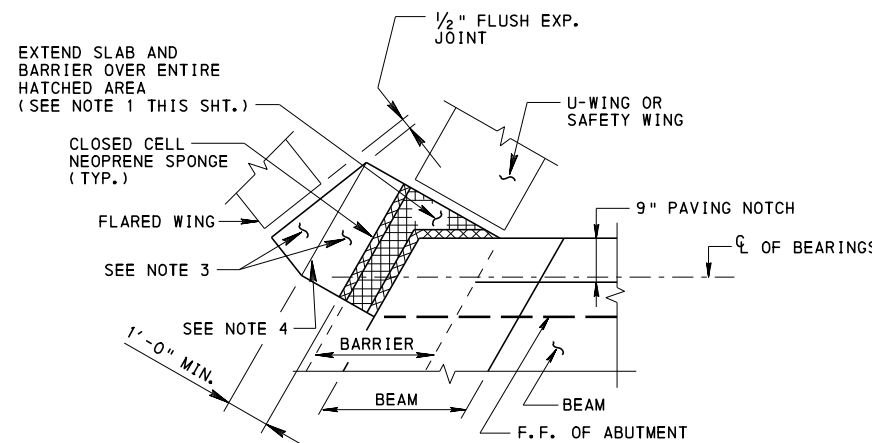 ½" FLUSH EXP.
JOINT
EXTEND SLAB AND
BARRIER OVER ENTIRE
HATCHED AREA
(SEE NOTE 1 THIS SHT.)
U-WING OR
SAFETY WING
CLOSED CELL
NEOPRENE SPONGE
(TYP.)
9" PAVING NOTCH
FLARED WING
℄ OF BEARINGS
SEE NOTE 3
SEE NOTE 4
1'-0" MIN.
BARRIER
BEAM
BEAM
F.F. OF ABUTMENT